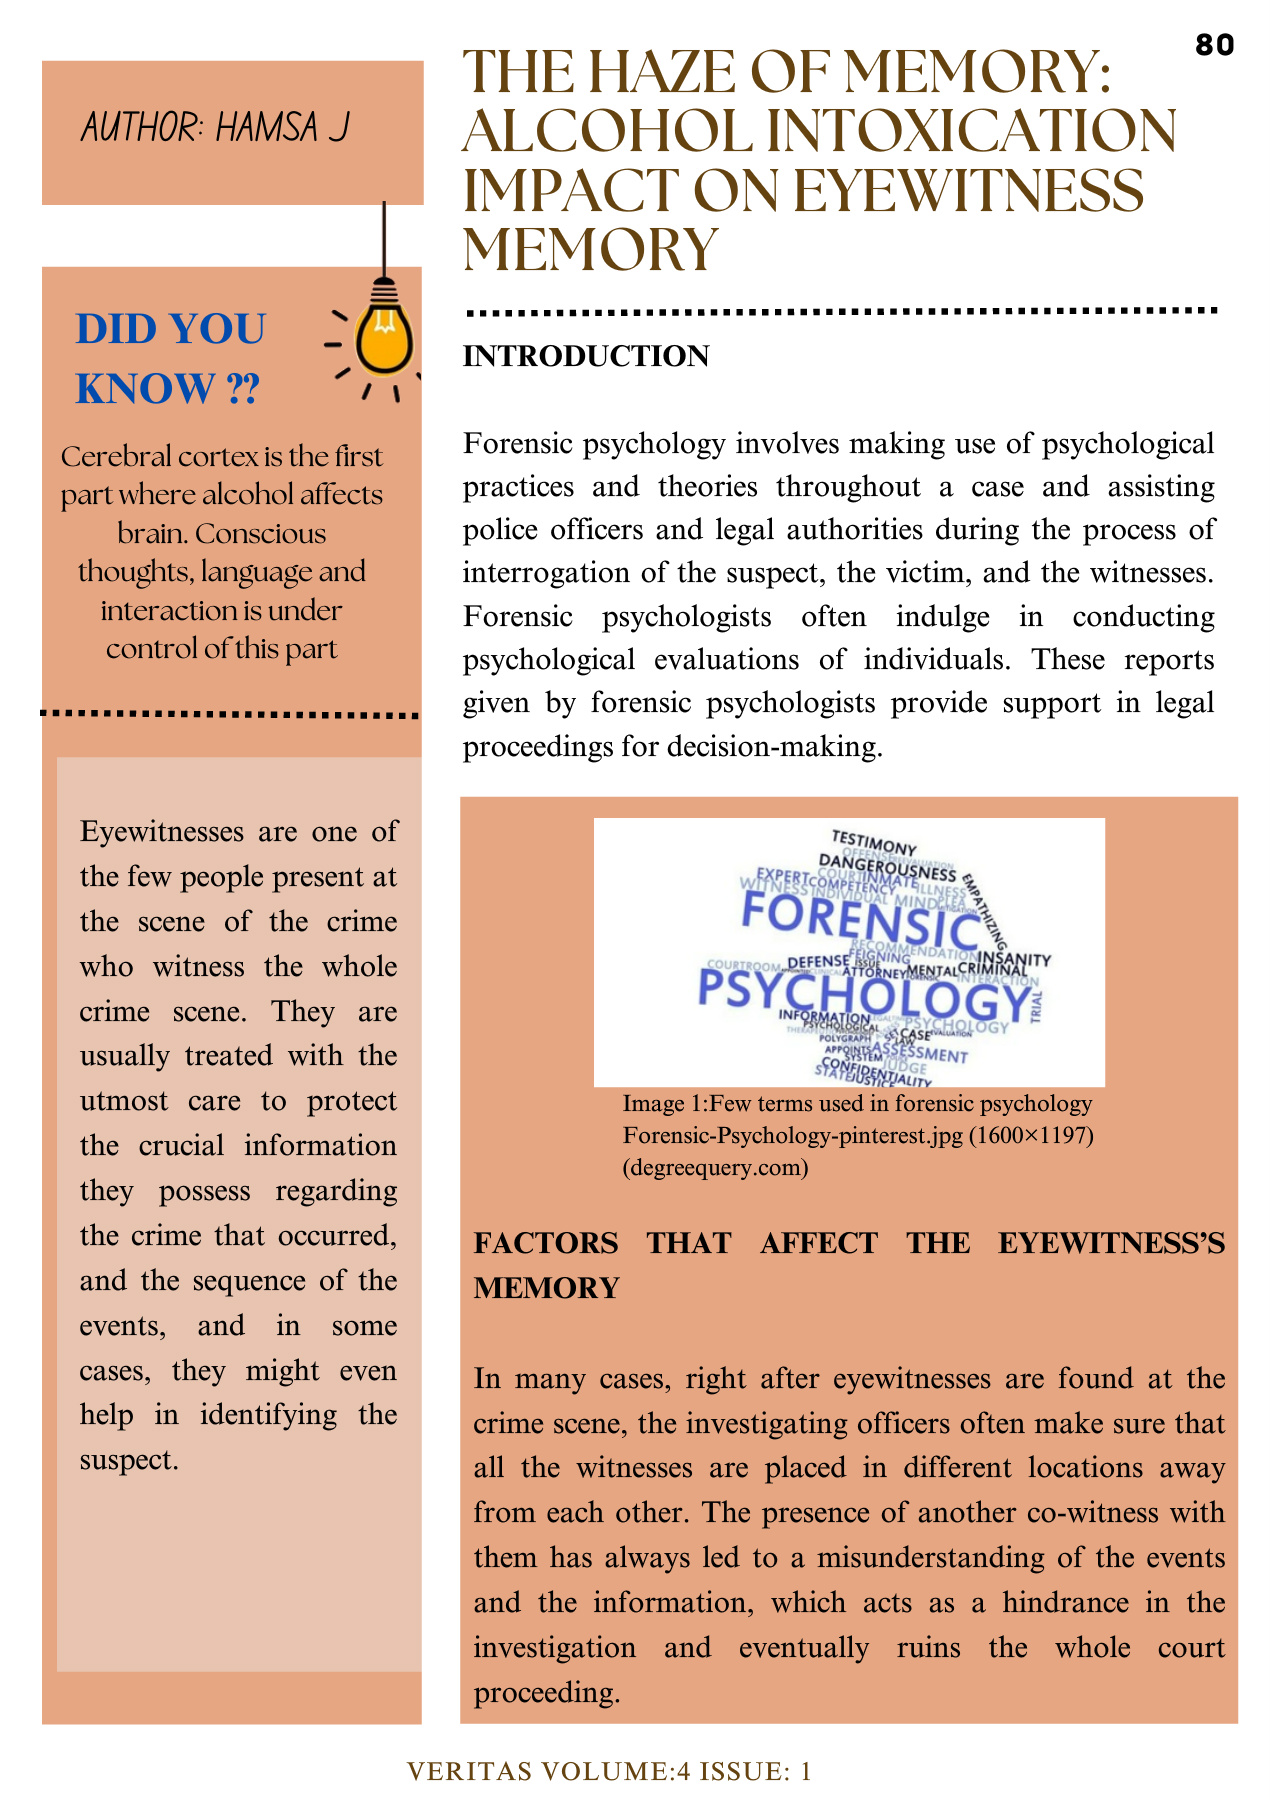 80
THE HAZE OF MEMORY:
ALCOHOL INTOXICATION
IMPACT ON EYEWITNESS
MEMORY
AUTHOR: HAMSA J
DID YOU
KNOW ??
Cerebral cortex is the first
part where alcohol affects
brain. Conscious
thoughts, language and
interaction is under
control of this part
Eyewitnesses are one of
the few people present at
the scene of the crime
who witness the whole
crime scene. They are
usually treated with the
utmost care to protect
the crucial information
they possess regarding
the crime that occurred,
and the sequence of the
events, and in some
cases, they might even
help in identifying the
suspect.
INTRODUCTION
Forensic psychology involves making use of psychological
practices and theories throughout a case and assisting
police officers and legal authorities during the process of
interrogation of the suspect, the victim, and the witnesses.
Forensic psychologists often indulge in conducting
psychological evaluations of individuals. These reports
given by forensic psychologists provide support in legal
proceedings for decision-making.
TESTIMONY
OFFENSE
EVALUATION
DANGEROUSNESS
COURT INMATE
EXPERT COMPETENCY
ILLNESS
EMPATHIZING
WITNESS INDIVIDUAL MIND PLEA
MITIGATION
FORENSIC
RECOMMENDATION
FEIGNING
INSANITY
COURTROOM DEFENSE ISSUE
CLINICAL ATTORNEY MENTAL CRIMINAL
INTERACTION
PSYCHOLOGY
TRIAL
INFORMATION
PSYCHOLOGICAL
PSYCHOLOGY
CASE
EVALUATION
LAW
POLYGRAPH
APPOINTS ASSESSMENT
SYSTEM
JUDGE
CONFIDENTIALITY
STATE JUSTICE
Image 1:Few terms used in forensic psychology
Forensic-Psychology-pinterest.jpg (1600×1197)
(degreequery.com)
FACTORS THAT AFFECT THE EYEWITNESS’S
MEMORY
In many cases, right after eyewitnesses are found at the
crime scene, the investigating officers often make sure that
all the witnesses are placed in different locations away
from each other. The presence of another co-witness with
them has always led to a misunderstanding of the events
and the information, which acts as a hindrance in the
investigation and eventually ruins the whole court
proceeding.
VERITAS VOLUME:4 ISSUE: 1